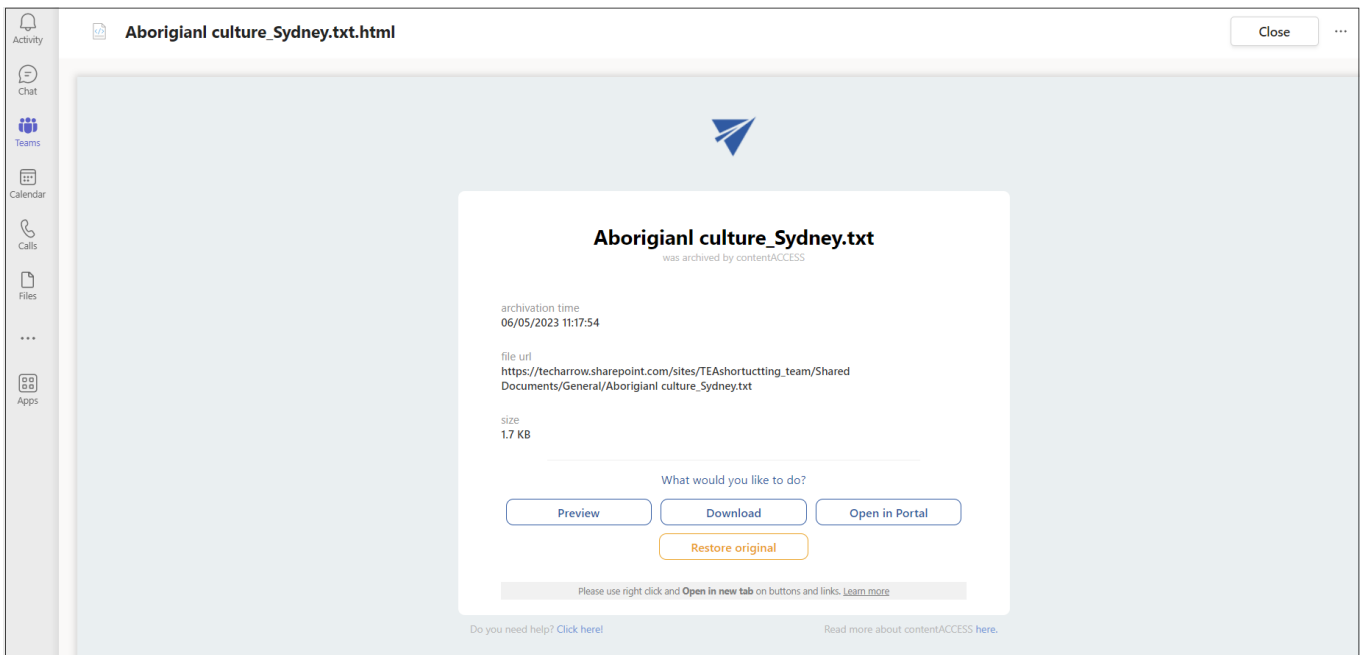 Activity
Chat
Teams
Calendar
Calls
Files
Apps
Aborigianl culture_Sydney.txt.html
Close
Aborigianl culture_Sydney.txt
was archived by contentACCESS
archivation time
06/05/2023 11:17:54
file url
https://techarrow.sharepoint.com/sites/TEAshortuctting_team/Shared
Documents/General/Aborigianl culture_Sydney.txt
size
1.7 KB
What would you like to do?
Preview Download Open in Portal
Restore original
Please use right click and Open in new tab on buttons and links. Learn more
Do you need help? Click here! Read more about contentACCESS here.